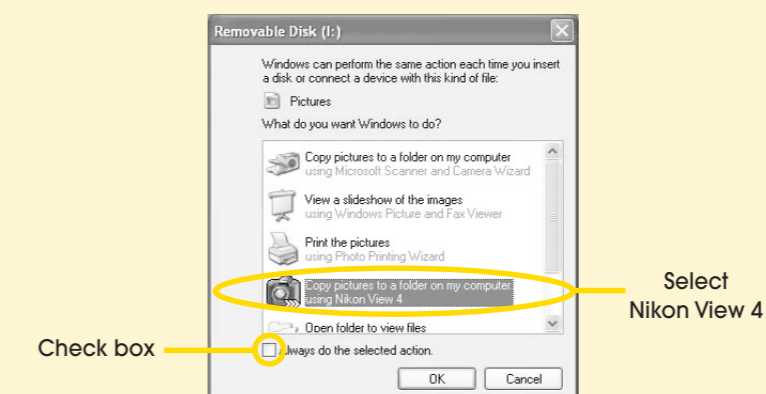 Removable Disk (I:)
Windows can perform the same action each time you insert
a disk or connect a device with this kind of file:
Pictures
What do you want Windows to do?
Copy pictures to a folder on my computer
using Microsoft Scanner and Camera Wizard
View a slideshow of the images
using Windows Picture and Fax Viewer
Print the pictures
using Photo Printing Wizard
Copy pictures to a folder on my computer
using Nikon View 4
Select
Nikon View 4
Open folder to view files
Check box
Always do the selected action.
OK
Cancel